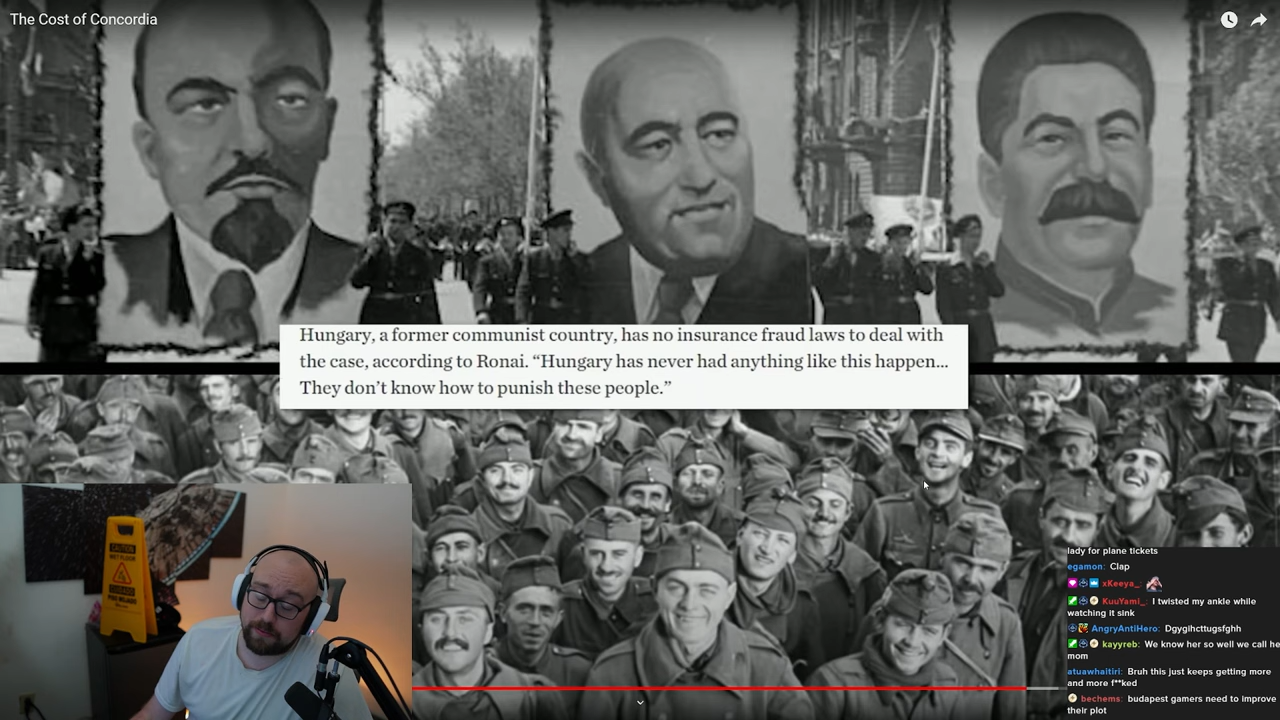 The Cost of Concordia
Hungary, a former communist country, has no insurance fraud laws to deal with
the case, according to Ronai. “Hungary has never had anything like this happen...
They don’t know how to punish these people.”
CAUTION
lady for plane tickets
egamon: Clap
xKeeya_:
KuuYami_: I twisted my ankle while
watching it sink
AngryAntiHero: Dgygihcttugsfghh
kayyreb: We know her so well we call he
mom
atuawhaitiri: Bruh this just keeps getting more
and more f**ked
bechems: budapest gamers need to improve
their plot